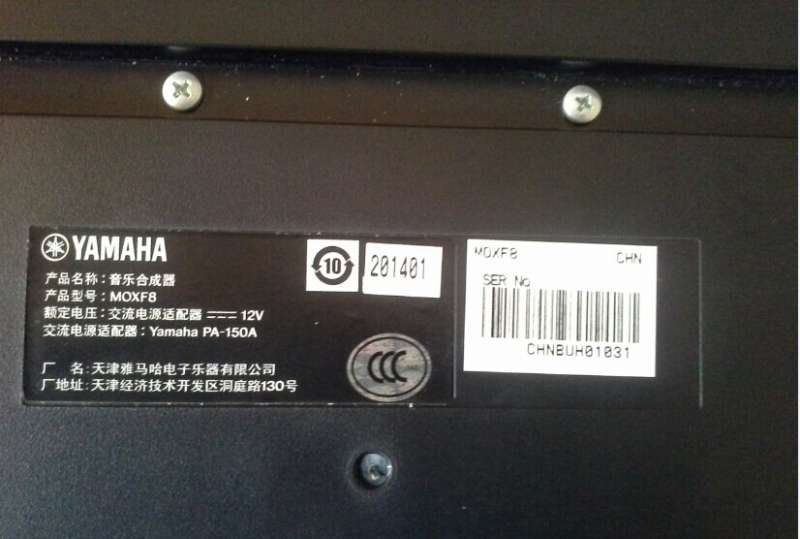 YAMAHA
产品名称：音乐合成器
产品型号：MOXF8
额定电压：交流电源适配器 ⎓ 12V
交流电源适配器：Yamaha PA-150A
厂　名：天津雅马哈电子乐器有限公司
厂地址：天津经济技术开发区洞庭路130号
10
201401
CCC
MOXF8 CHN
SER No
CHNBUH01031